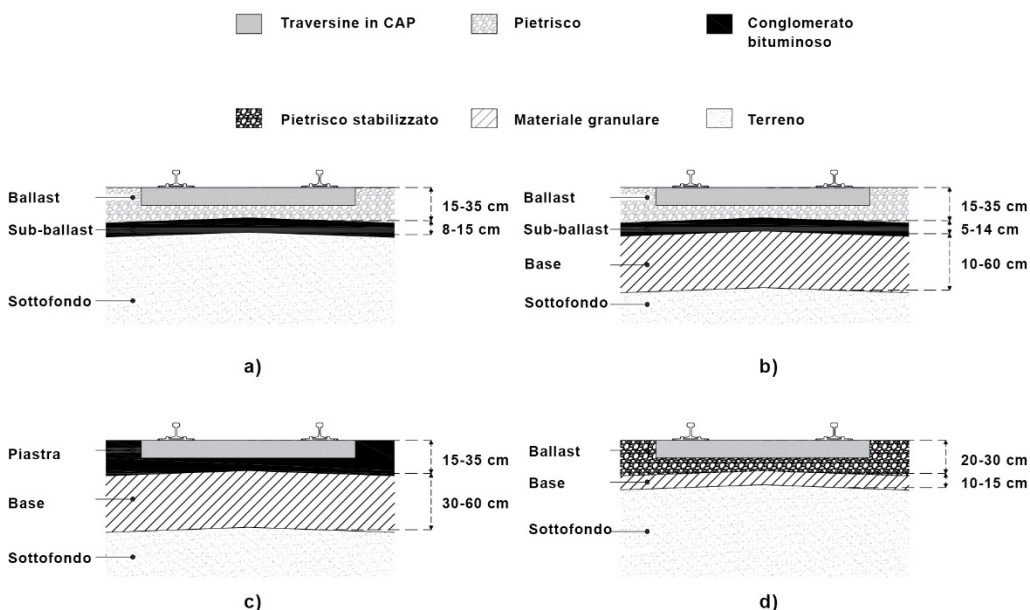 Traversine in CAP
Pietrisco
Conglomerato
bituminoso
Pietrisco stabilizzato
Materiale granulare
Terreno
Ballast
15-35 cm
Sub-ballast
8-15 cm
Sottofondo
a)
Ballast
15-35 cm
Sub-ballast
5-14 cm
Base
10-60 cm
Sottofondo
b)
Piastra
15-35 cm
Base
30-60 cm
Sottofondo
c)
Ballast
20-30 cm
Base
10-15 cm
Sottofondo
d)